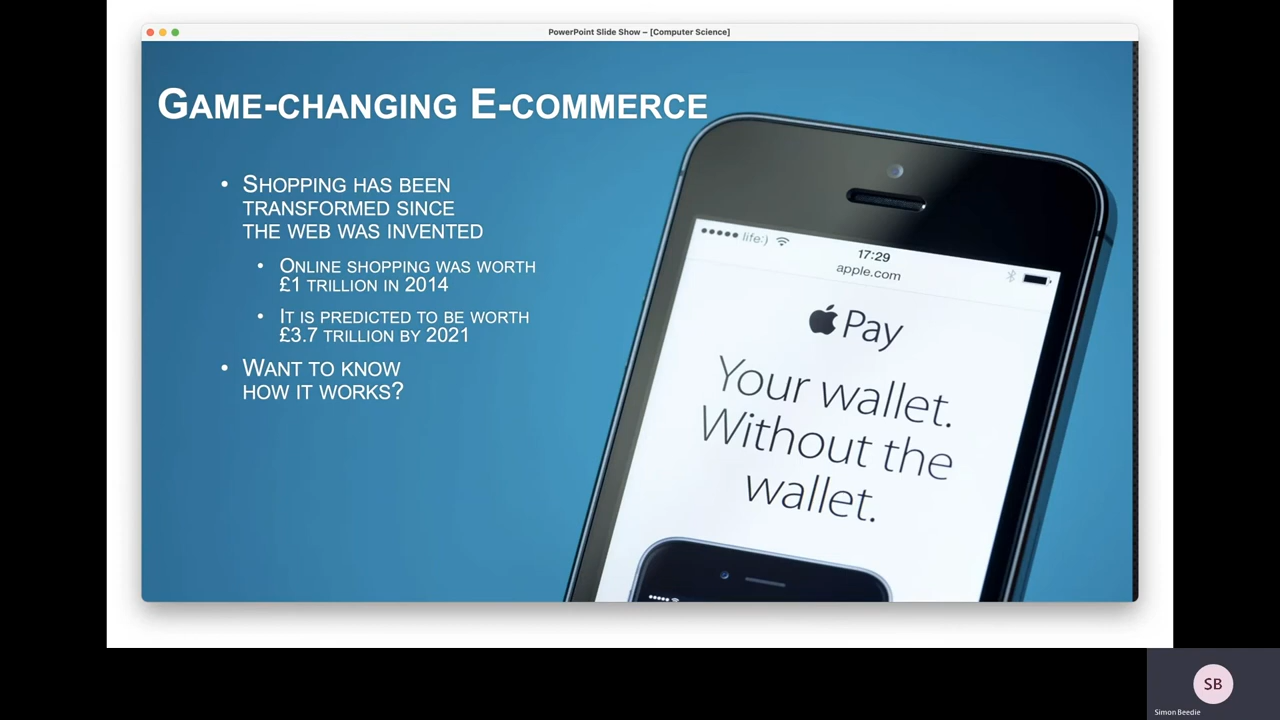 PowerPoint Slide Show – [Computer Science]
GAME-CHANGING E-COMMERCE
• SHOPPING HAS BEEN
TRANSFORMED SINCE
THE WEB WAS INVENTED
• ONLINE SHOPPING WAS WORTH
£1 TRILLION IN 2014
• IT IS PREDICTED TO BE WORTH
£3.7 TRILLION BY 2021
• WANT TO KNOW
HOW IT WORKS?
life:)
17:29
apple.com
Pay
Your wallet.
Without the
wallet.
SB
Simon Beedie